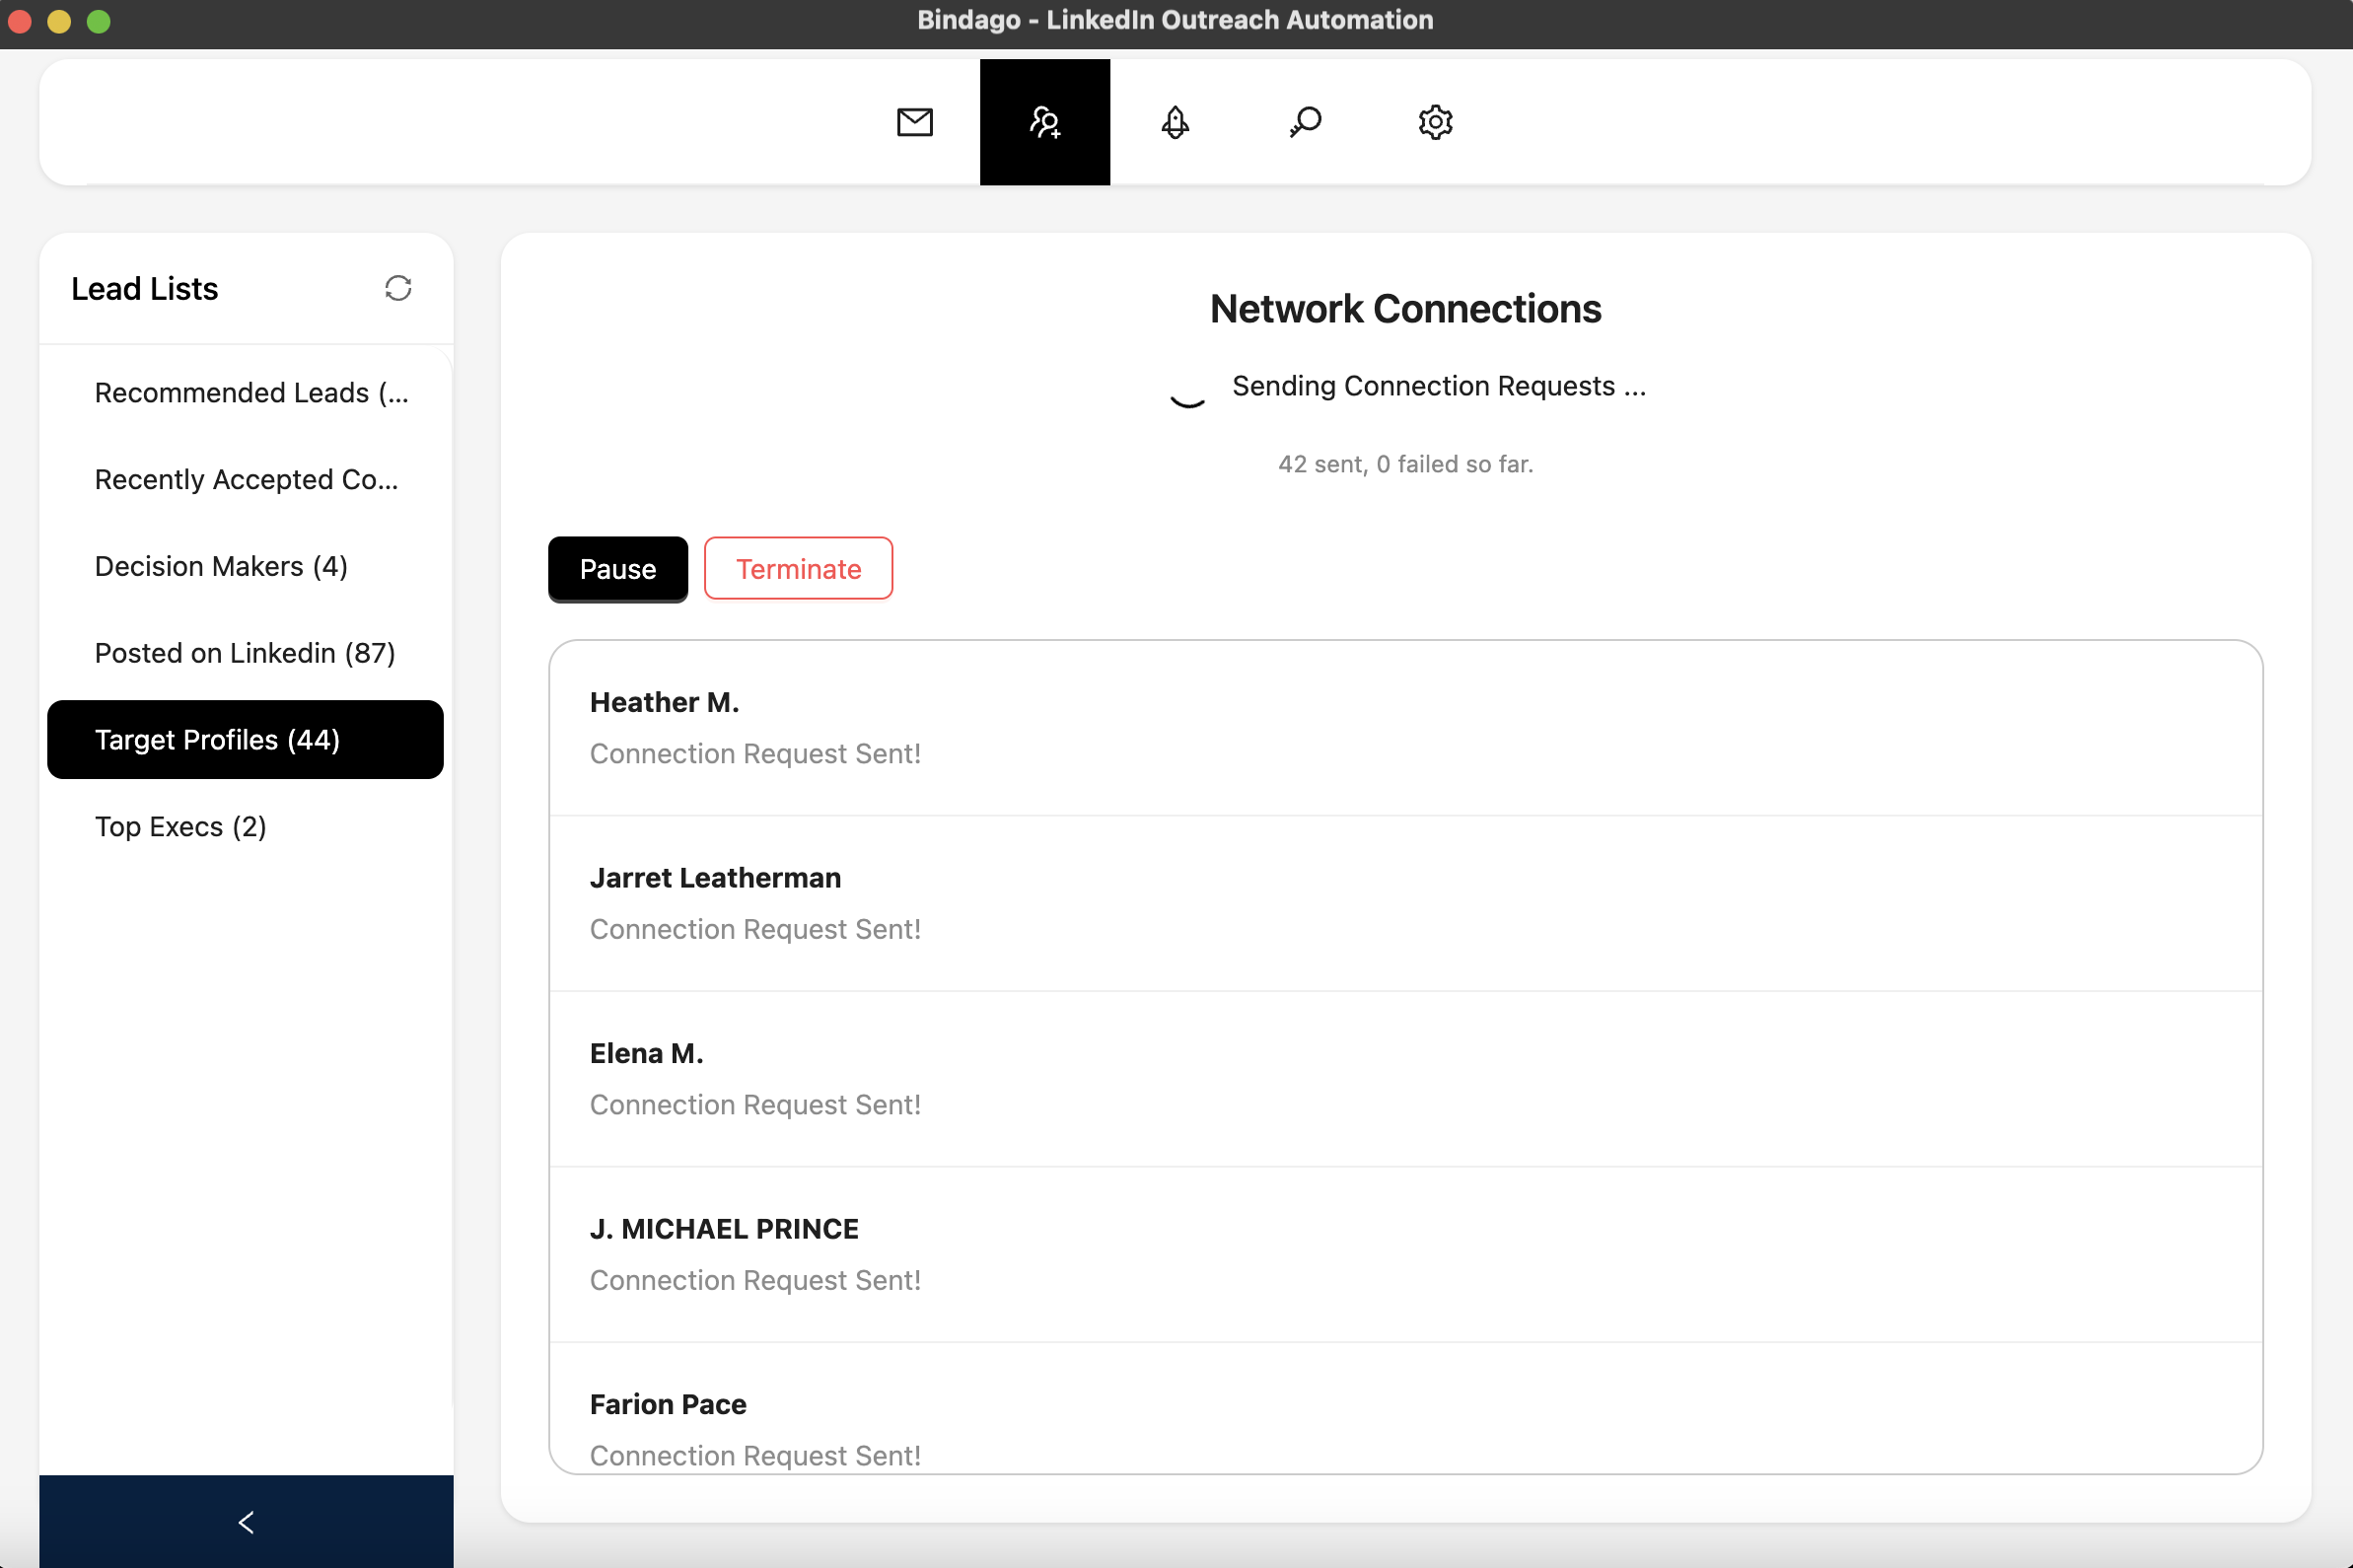 Bindago - LinkedIn Outreach Automation
Lead Lists
Recommended Leads (...
Recently Accepted Co...
Decision Makers (4)
Posted on Linkedin (87)
Target Profiles (44)
Top Execs (2)
Network Connections
Sending Connection Requests ...
42 sent, 0 failed so far.
Pause
Terminate
Heather M.
Connection Request Sent!
Jarret Leatherman
Connection Request Sent!
Elena M.
Connection Request Sent!
J. MICHAEL PRINCE
Connection Request Sent!
Farion Pace
Connection Request Sent!